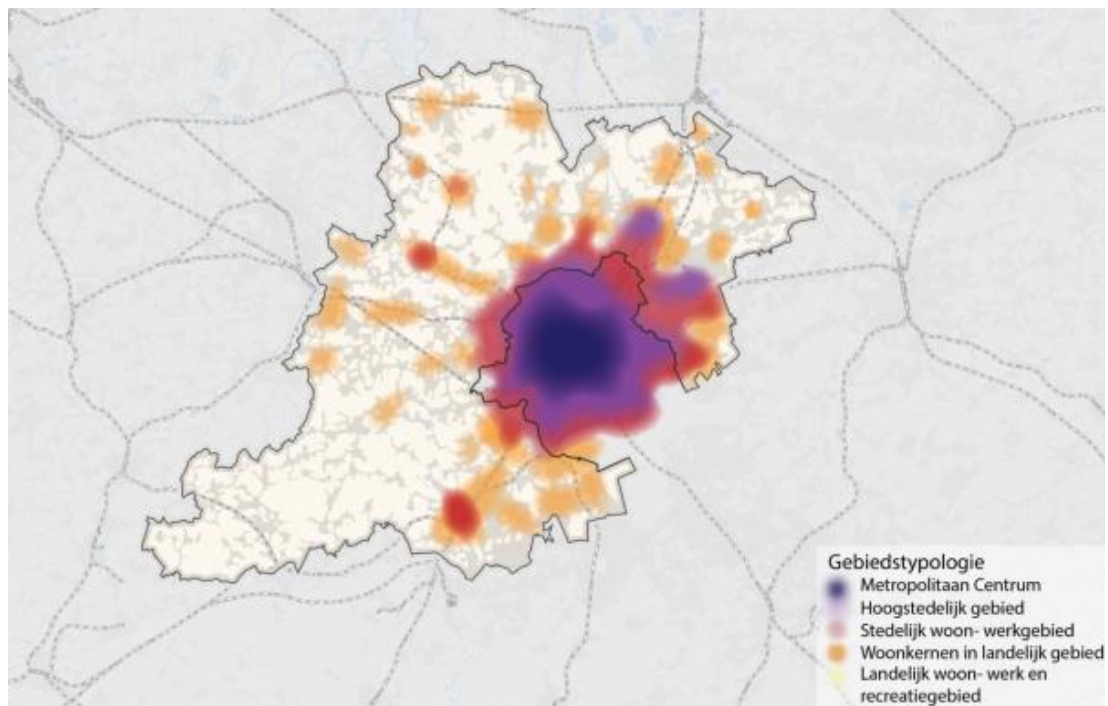 Gebiedstypologie
Metropolitaan Centrum
Hoogstedelijk gebied
Stedelijk woon- werkgebied
Woonkernen in landelijk gebied
Landelijk woon- werk en
recreatiegebied